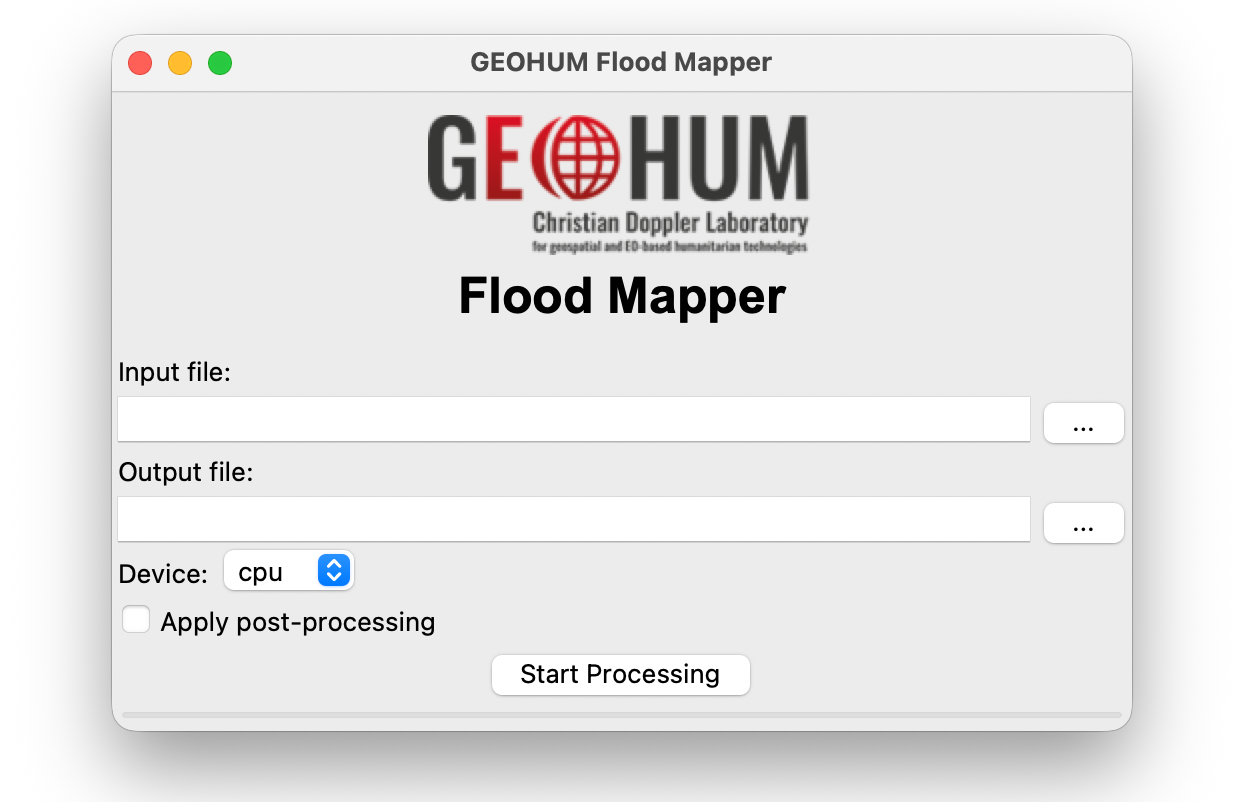 GEOHUM Flood Mapper
GEOHUM
Christian Doppler Laboratory
for geospatial and EO-based humanitarian technologies
Flood Mapper
Input file:
...
Output file:
...
Device: cpu
Apply post-processing
Start Processing